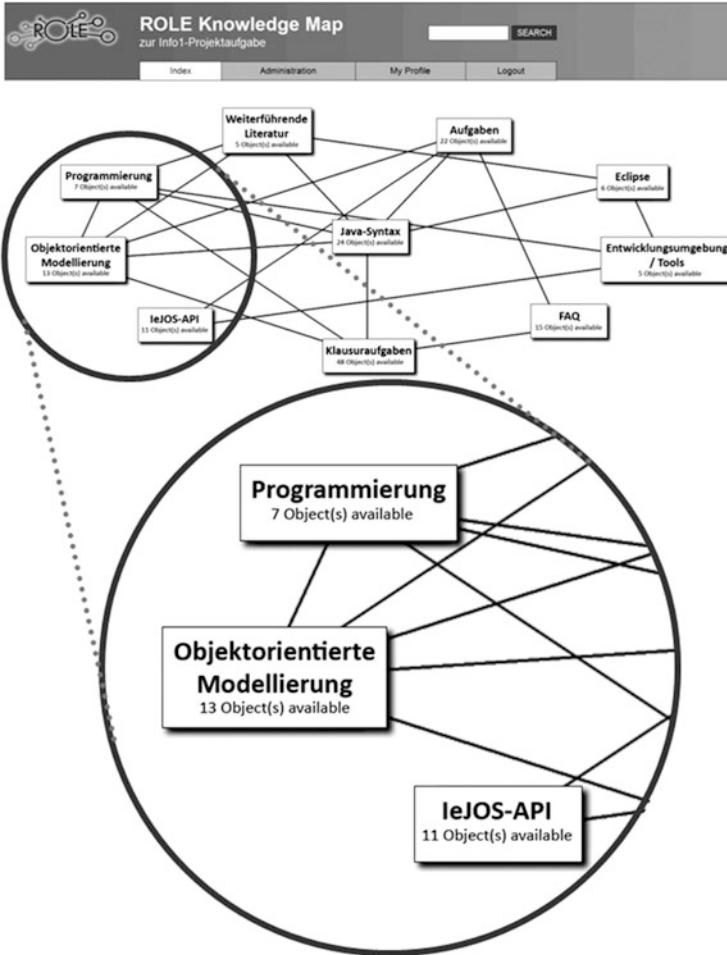 ROLE
ROLE Knowledge Map
zur Info1-Projektaufgabe
SEARCH
Index
Administration
My Profile
Logout
Weiterführende
Literatur
5 Object(s) available
Aufgaben
22 Object(s) available
Programmierung
7 Object(s) available
Eclipse
6 Object(s) available
Java-Syntax
24 Object(s) available
Objektorientierte
Modellierung
13 Object(s) available
Entwicklungsumgebung
/ Tools
5 Object(s) available
leJOS-API
11 Object(s) available
FAQ
15 Object(s) available
Klausuraufgaben
48 Object(s) available
Programmierung
7 Object(s) available
Objektorientierte
Modellierung
13 Object(s) available
leJOS-API
11 Object(s) available